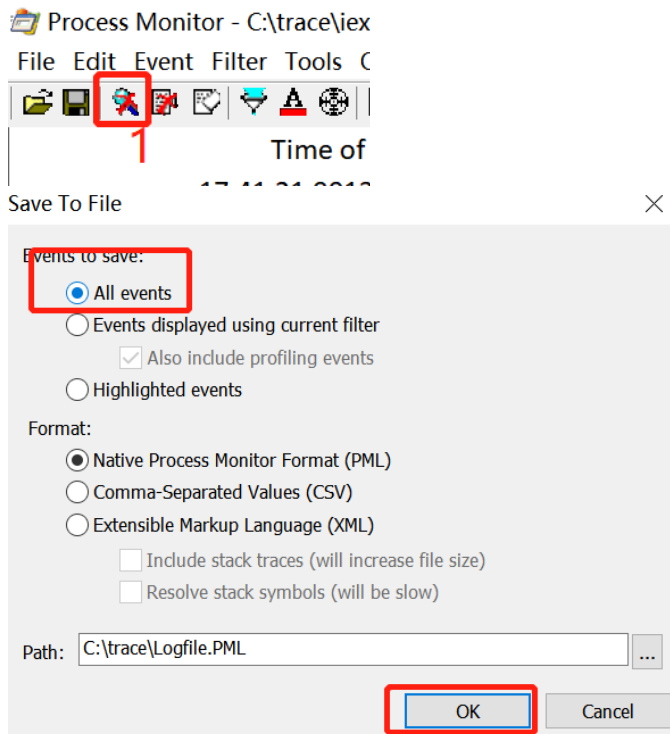 Process Monitor - C:\trace\iex
File Edit Event Filter Tools
1
Time of
Save To File
Events to save:
All events
Events displayed using current filter
Also include profiling events
Highlighted events
Format:
Native Process Monitor Format (PML)
Comma-Separated Values (CSV)
Extensible Markup Language (XML)
Include stack traces (will increase file size)
Resolve stack symbols (will be slow)
Path: C:\trace\Logfile.PML ...
OK Cancel